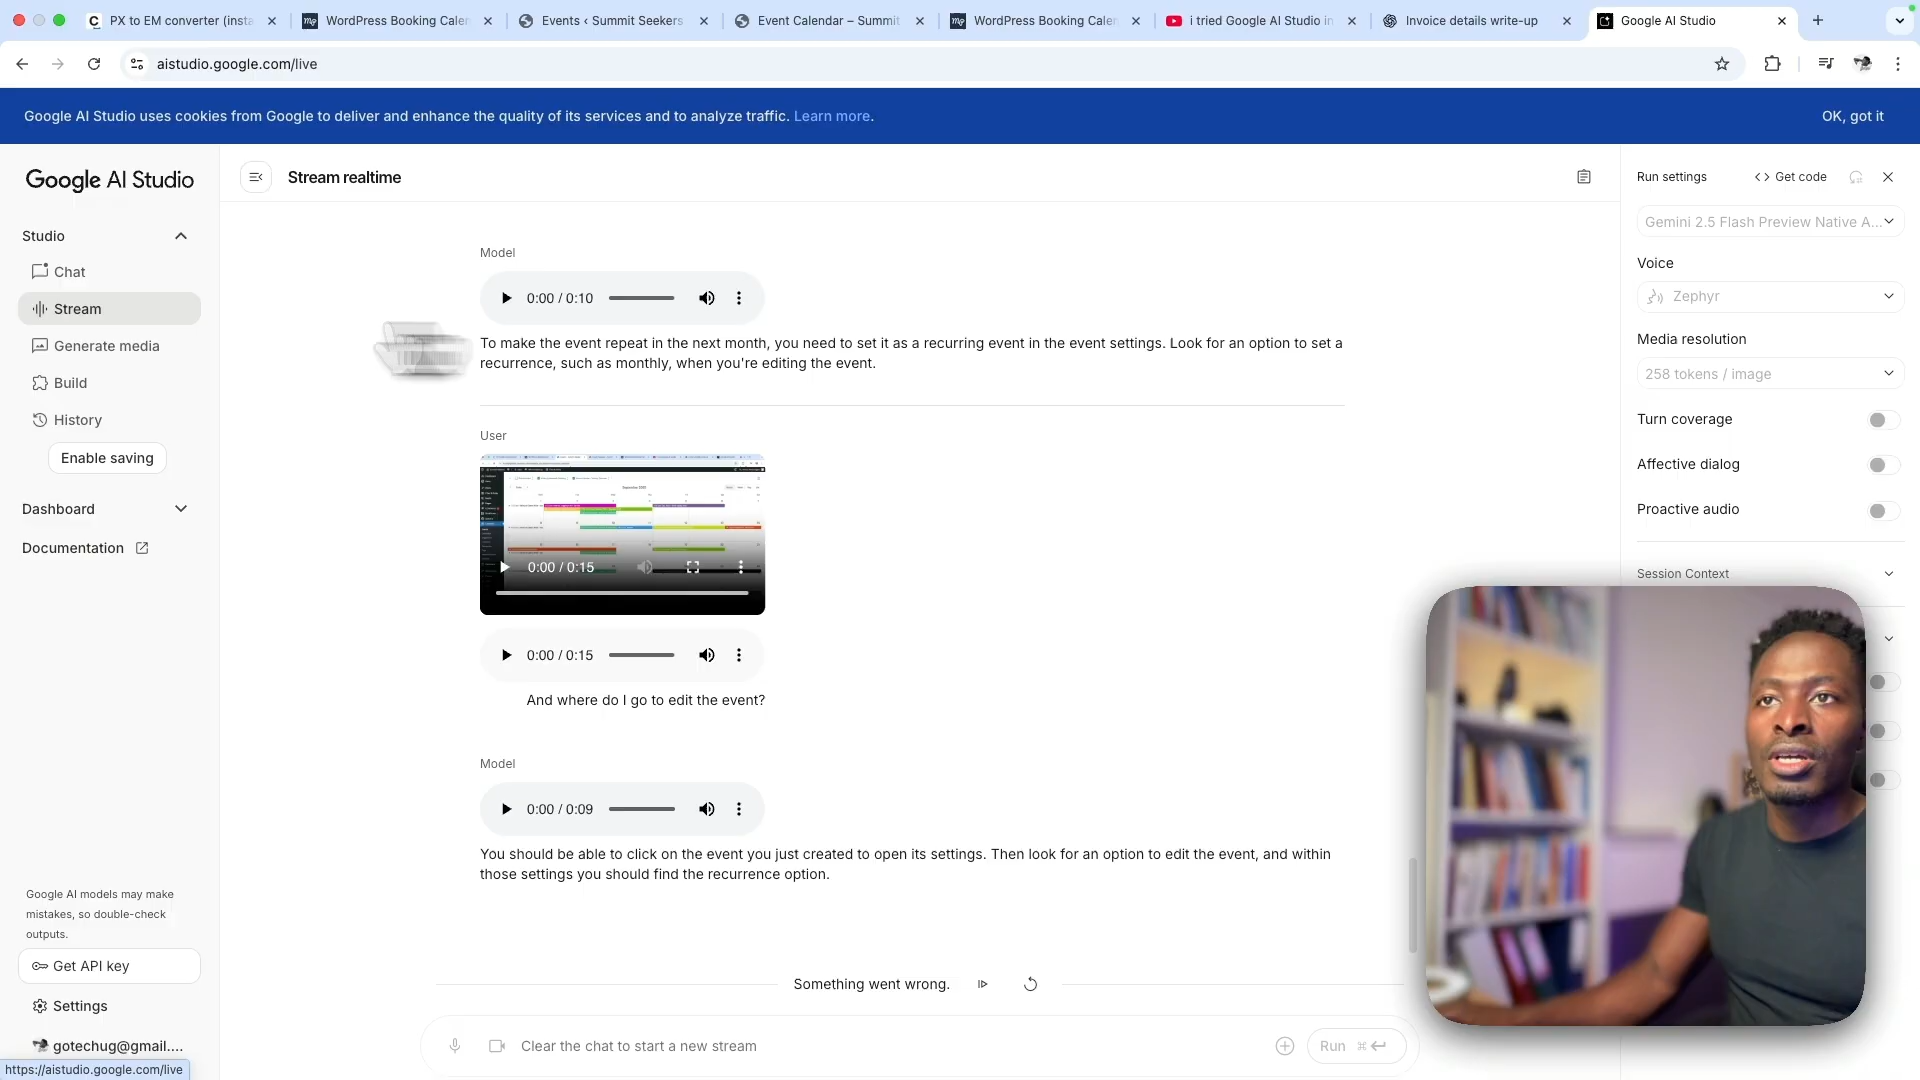 PX to EM converter (insta
WordPress Booking Calen
Events ‹ Summit Seekers
Event Calendar – Summit
WordPress Booking Calen
i tried Google AI Studio in
Invoice details write-up
Google AI Studio
aistudio.google.com/live
Google AI Studio uses cookies from Google to deliver and enhance the quality of its services and to analyze traffic. Learn more.
OK, got it
Google AI Studio
Studio
Chat
Stream
Generate media
Build
History
Enable saving
Dashboard
Documentation
Google AI models may make
mistakes, so double-check
outputs.
Get API key
Settings
gotechug@gmail....
https://aistudio.google.com/live
Stream realtime
Model
0:00 / 0:10
To make the event repeat in the next month, you need to set it as a recurring event in the event settings. Look for an option to set a
recurrence, such as monthly, when you're editing the event.
User
0:00 / 0:15
0:00 / 0:15
And where do I go to edit the event?
Model
0:00 / 0:09
You should be able to click on the event you just created to open its settings. Then look for an option to edit the event, and within
those settings you should find the recurrence option.
Something went wrong.
Clear the chat to start a new stream
Run ⌘
Run settings
<> Get code
Gemini 2.5 Flash Preview Native A...
Voice
Zephyr
Media resolution
258 tokens / image
Turn coverage
Affective dialog
Proactive audio
Session Context